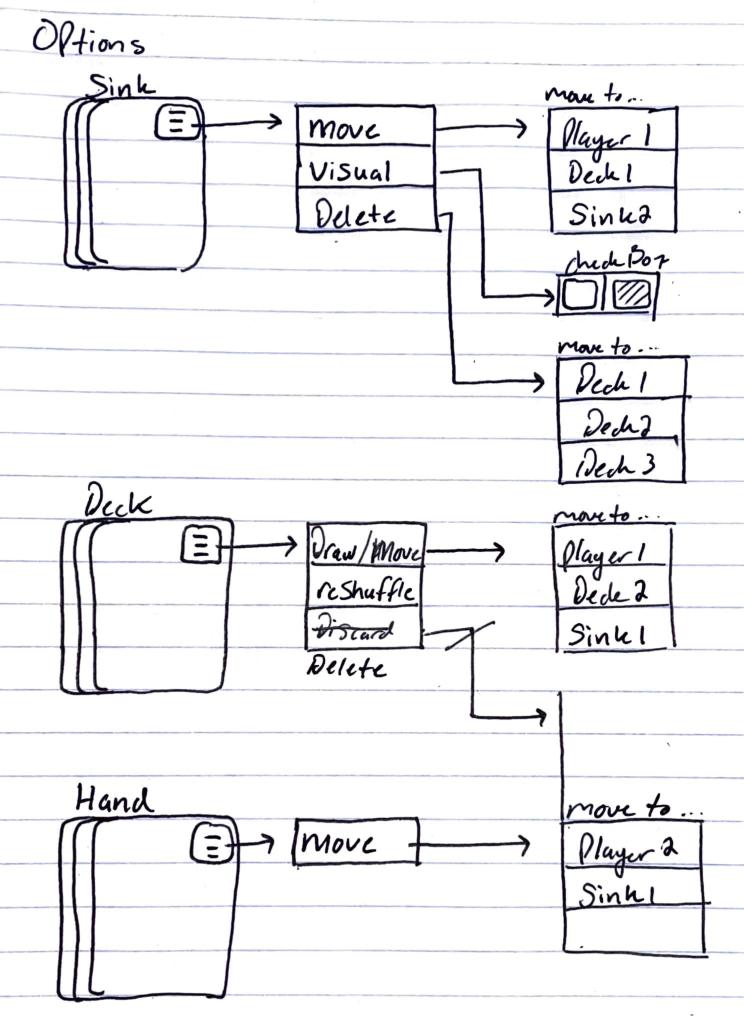 Options
Sink
move
Visual
Delete
move to...
Player 1
Deck 1
Sink 2
check Box
move to...
Deck 1
Deck 2
Deck 3
Deck
Draw/Move
reshuffle
Discard
Delete
move to...
Player 1
Deck 2
Sink 1
Hand
move
move to...
Player 2
Sink 1